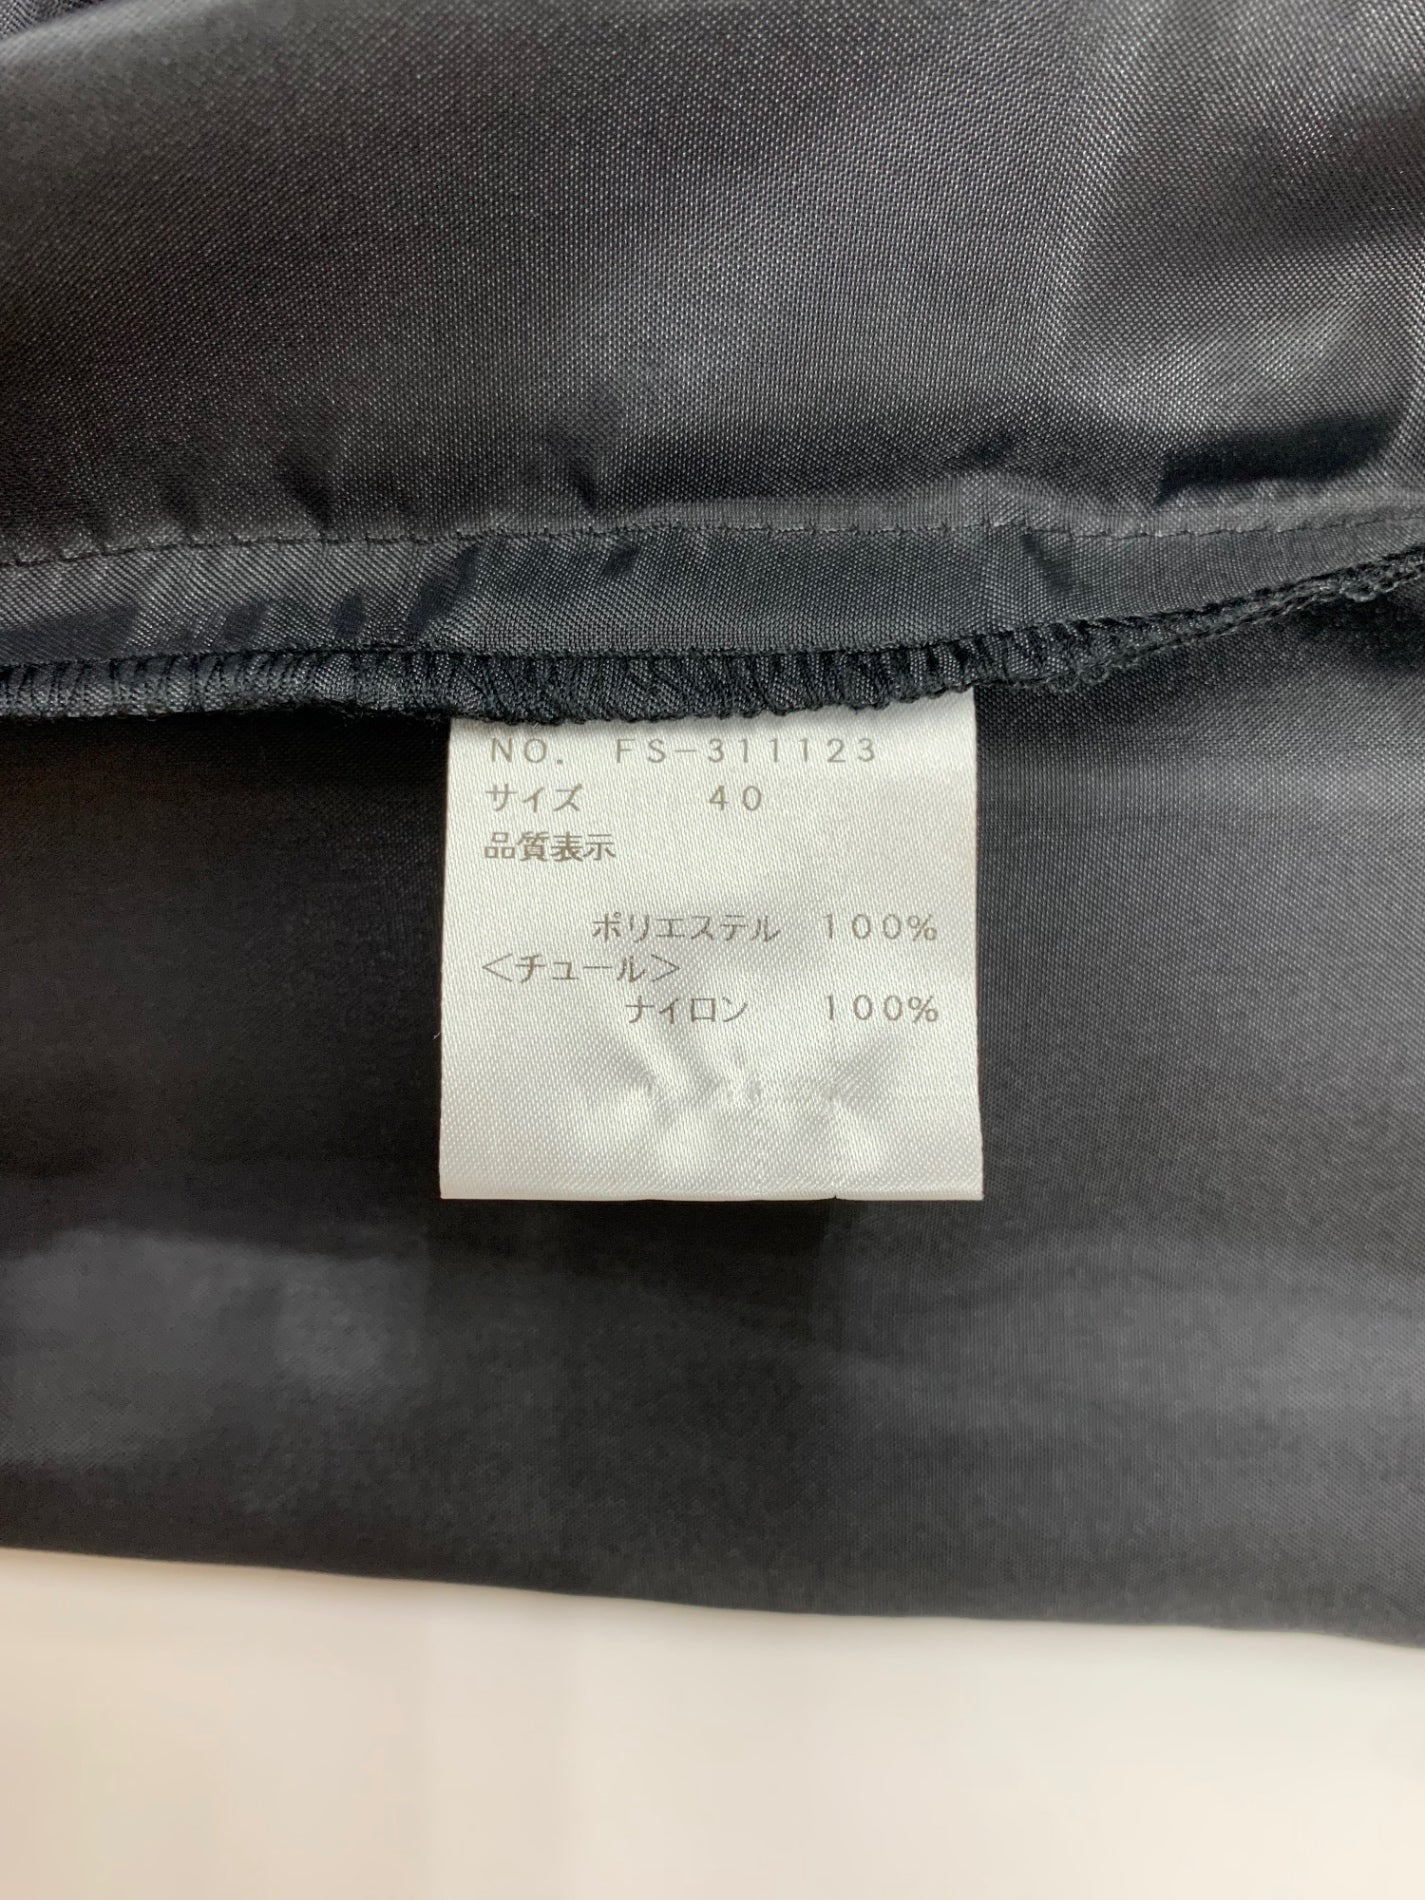 NO. FS-311123
サイズ 40
品質表示
ポリエステル 100%
<チュール>
ナイロン 100%